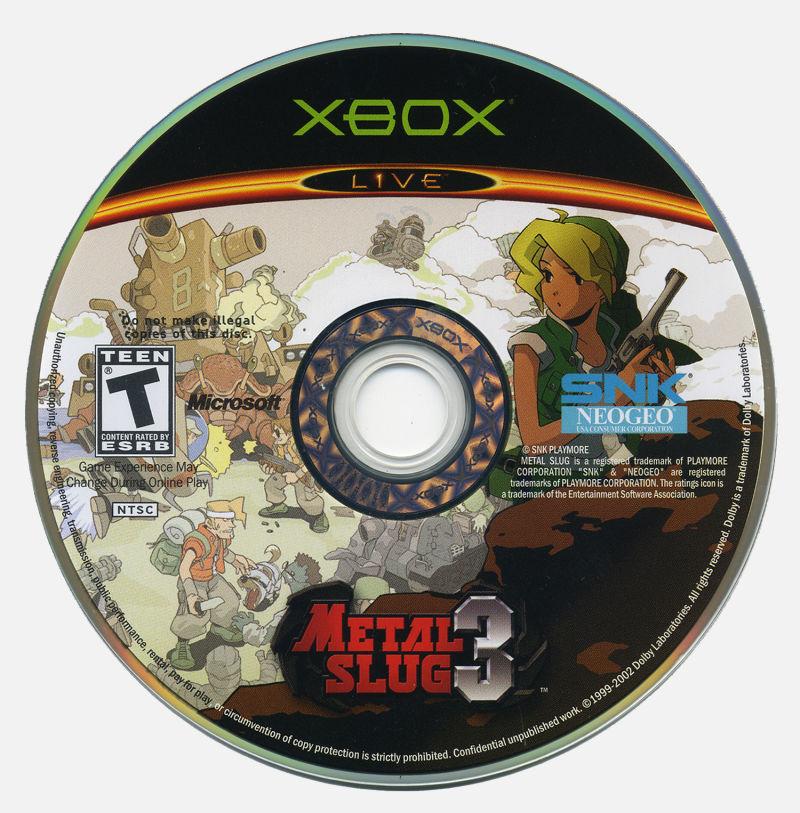 XBOX
LIVE
8
XBOX
Do not make illegal
copies of this disc.
TEEN
T
®
CONTENT RATED BY
ESRB
Microsoft
Game Experience May
Change During Online Play
NTSC
SNK®
NEOGEO
USA CONSUMER CORPORATION
© SNK PLAYMORE
METAL SLUG is a registered trademark of PLAYMORE
CORPORATION "SNK" & "NEOGEO" are registered
trademarks of PLAYMORE CORPORATION. The ratings icon is
a trademark of the Entertainment Software Association.
METAL
SLUG 3 ™
Unauthorized copying, reverse engineering, transmission, public performance, rental, pay for play, or circumvention of copy protection is strictly prohibited. Confidential unpublished work. ©1999-2002 Dolby Laboratories. All rights reserved. Dolby is a trademark of Dolby Laboratories.